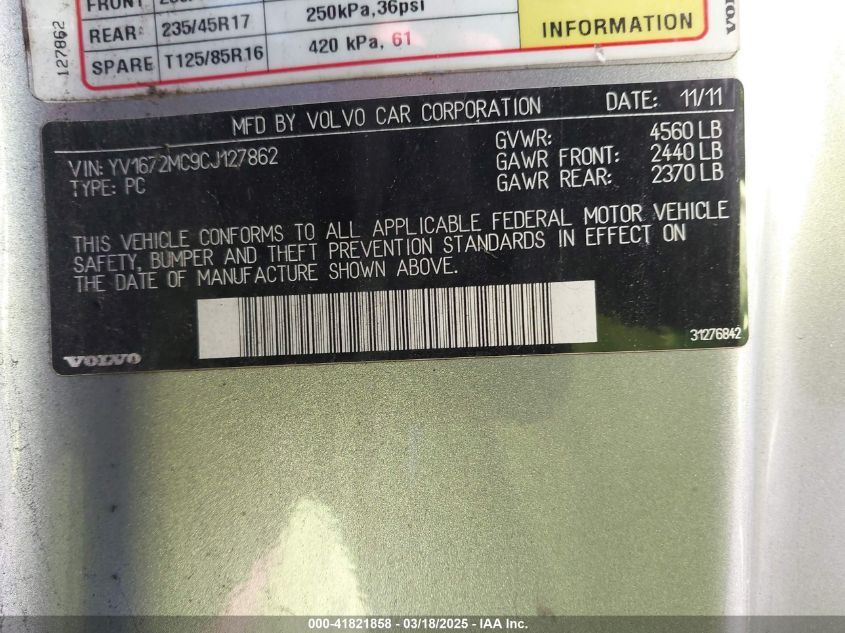 250kPa,36psi
REAR: 235/45R17
SPARE T125/85R16 420 kPa, 61
INFORMATION
VOLVO
127862
MFD BY VOLVO CAR CORPORATION DATE: 11/11
VIN: YV1672MC9CJ127862
TYPE: PC
GVWR: 4560 LB
GAWR FRONT: 2440 LB
GAWR REAR: 2370 LB
THIS VEHICLE CONFORMS TO ALL APPLICABLE FEDERAL MOTOR VEHICLE
SAFETY, BUMPER AND THEFT PREVENTION STANDARDS IN EFFECT ON
THE DATE OF MANUFACTURE SHOWN ABOVE.
VOLVO
31276842
000-41821858 - 03/18/2025 - IAA Inc.